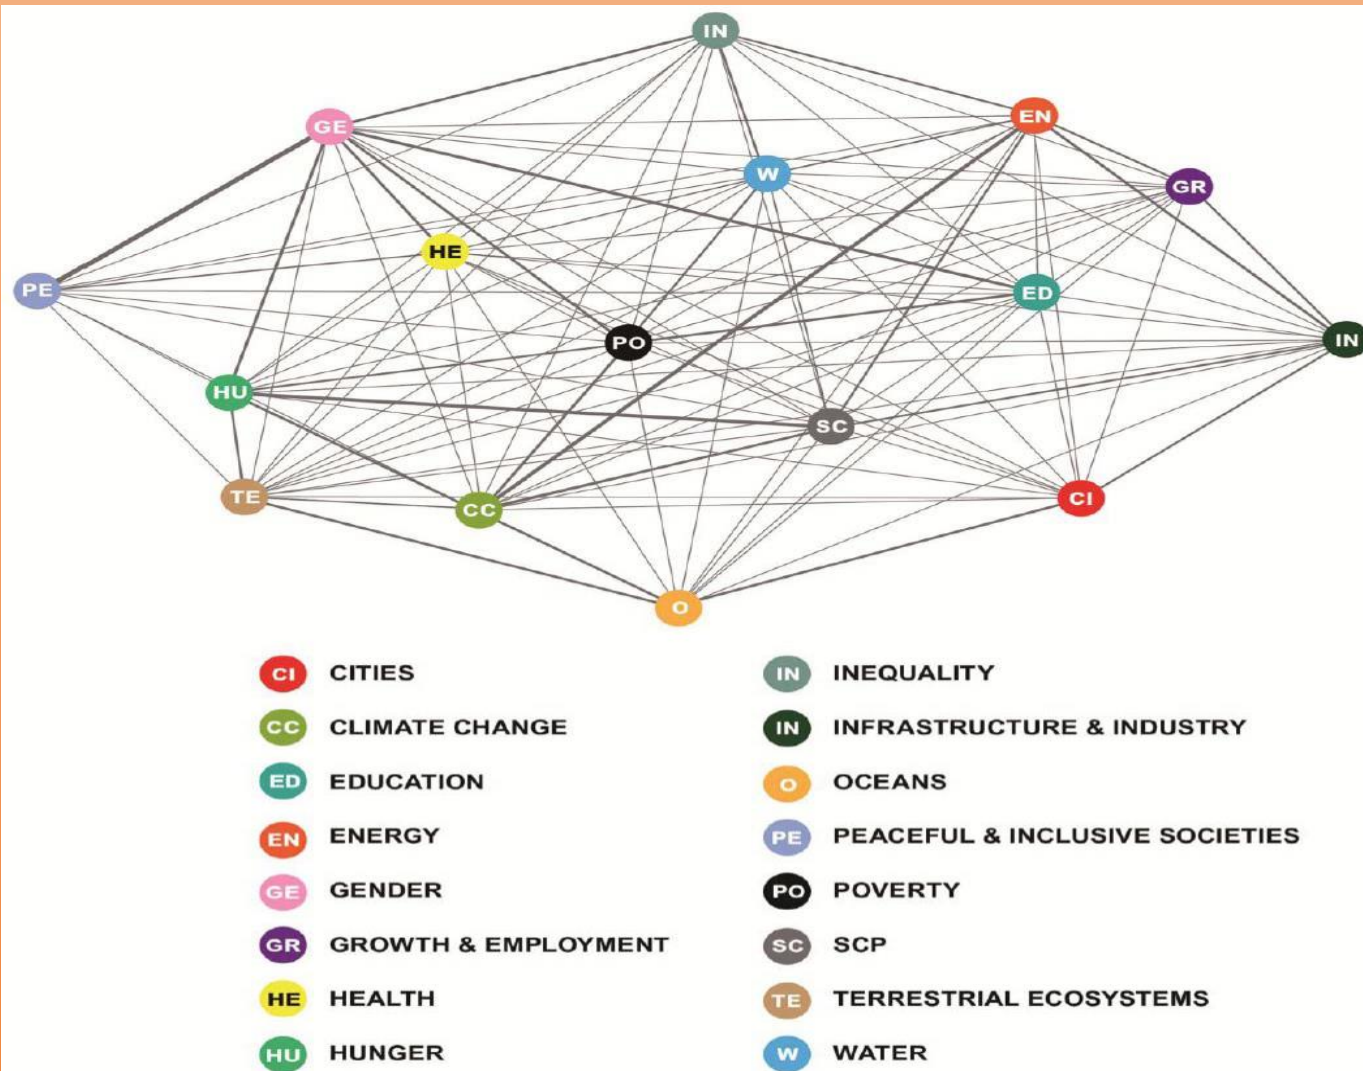 IN
EN
GE
W
GR
HE
PE
ED
PO
IN
HU
SC
TE
CC
CI
O
CI CITIES
CC CLIMATE CHANGE
ED EDUCATION
EN ENERGY
GE GENDER
GR GROWTH & EMPLOYMENT
HE HEALTH
HU HUNGER
IN INEQUALITY
IN INFRASTRUCTURE & INDUSTRY
O OCEANS
PE PEACEFUL & INCLUSIVE SOCIETIES
PO POVERTY
SC SCP
TE TERRESTRIAL ECOSYSTEMS
W WATER